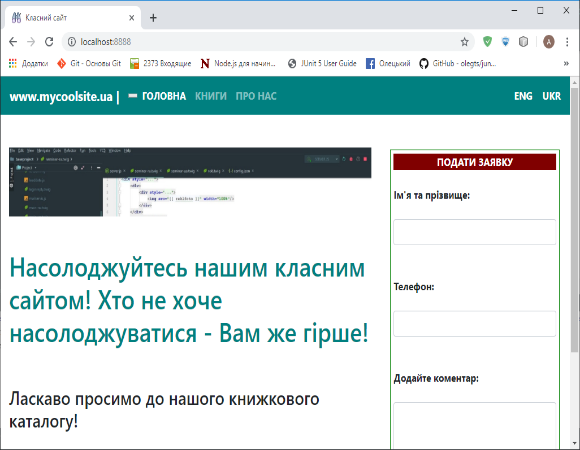 Класний сайт
localhost:8888
Додатки
Git - Основы Git
2373 Входящие
Node.js для начин...
JUnit 5 User Guide
Олецький
GitHub - olegts/jun...
»
www.mycoolsite.ua |
ГОЛОВНА
КНИГИ
ПРО НАС
ENG
UKR
ПОДАТИ ЗАЯВКУ
Насолоджуйтесь нашим класним
сайтом! Хто не хоче
насолоджуватися - Вам же гірше!
Ласкаво просимо до нашого книжкового
каталогу!
Ім`я та прізвище:
Телефон:
Додайте коментар: